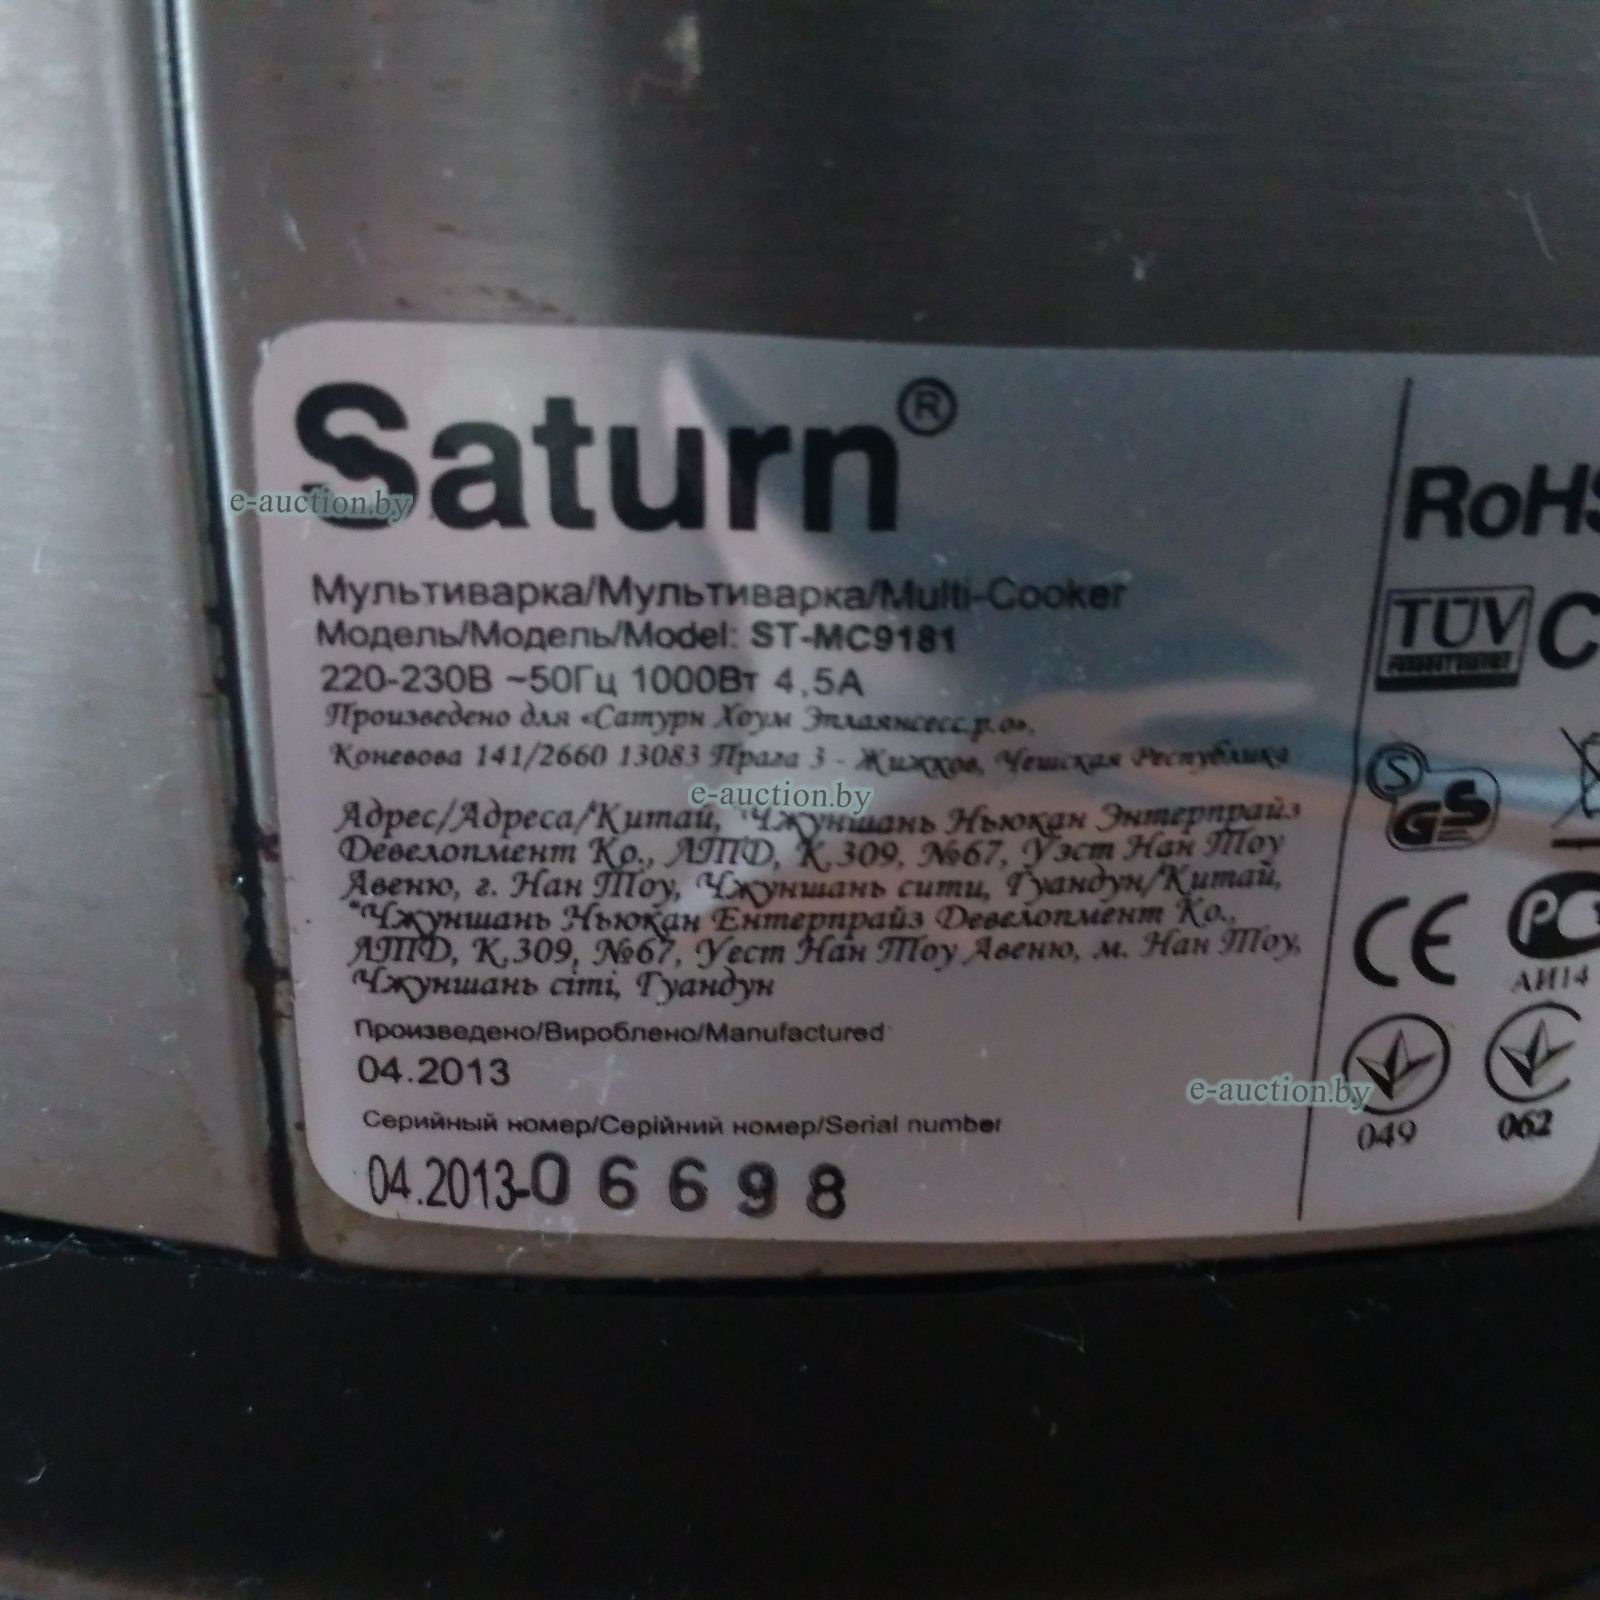 Saturn®
Мультиварка/Мультиварка/Multi-Cooker
Модель/Модель/Model: ST-MC9181
220-230В ~50Гц 1000Вт 4,5А
Произведено для «Сатурн Хоум Эплаянсесс.р.о»,
Коневова 141/2660 13083 Прага 3 - Жижков, Чешская Республика
Адрес/Адреса/*Китай, *Чжуншань Ньюкан Энтерпрайз
Девелопмент Ко., ЛТД, К.309, №67, Уэст Нан Тоу
Авеню, г. Нан Тоу, Чжуншань сити, Гуандун/Китай,
*Чжуншань Ньюкан Ентерпрайз Девелопмент Ко.,
ЛТД, К.309, №67, Уест Нан Тоу Авеню, м. Нан Тоу,
Чжуншань сіті, Гуандун
Произведено/Вироблено/Manufactured
04.2013
Серийный номер/Серійний номер/Serial number
04.2013-06698
RoHS
TÜV
S
GS
CE
PC
АИ14
049
062
e-auction.by
e-auction.by
e-auction.by